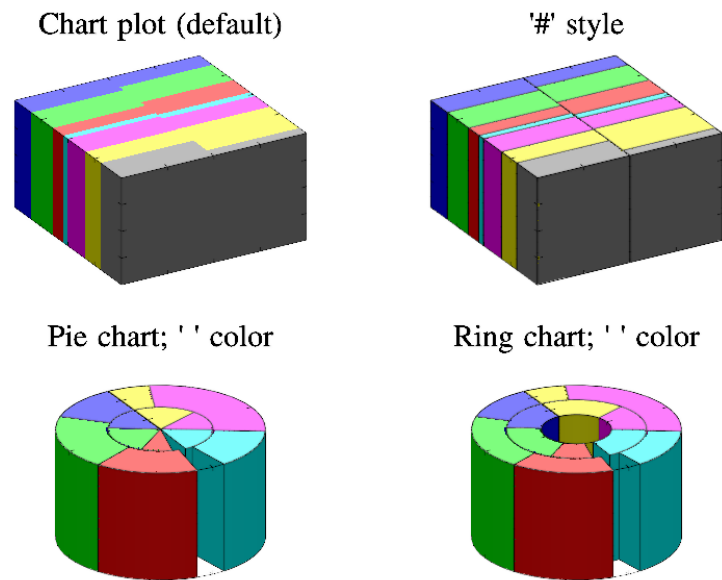 Chart plot (default)
'#' style
Pie chart; ' ' color
Ring chart; ' ' color